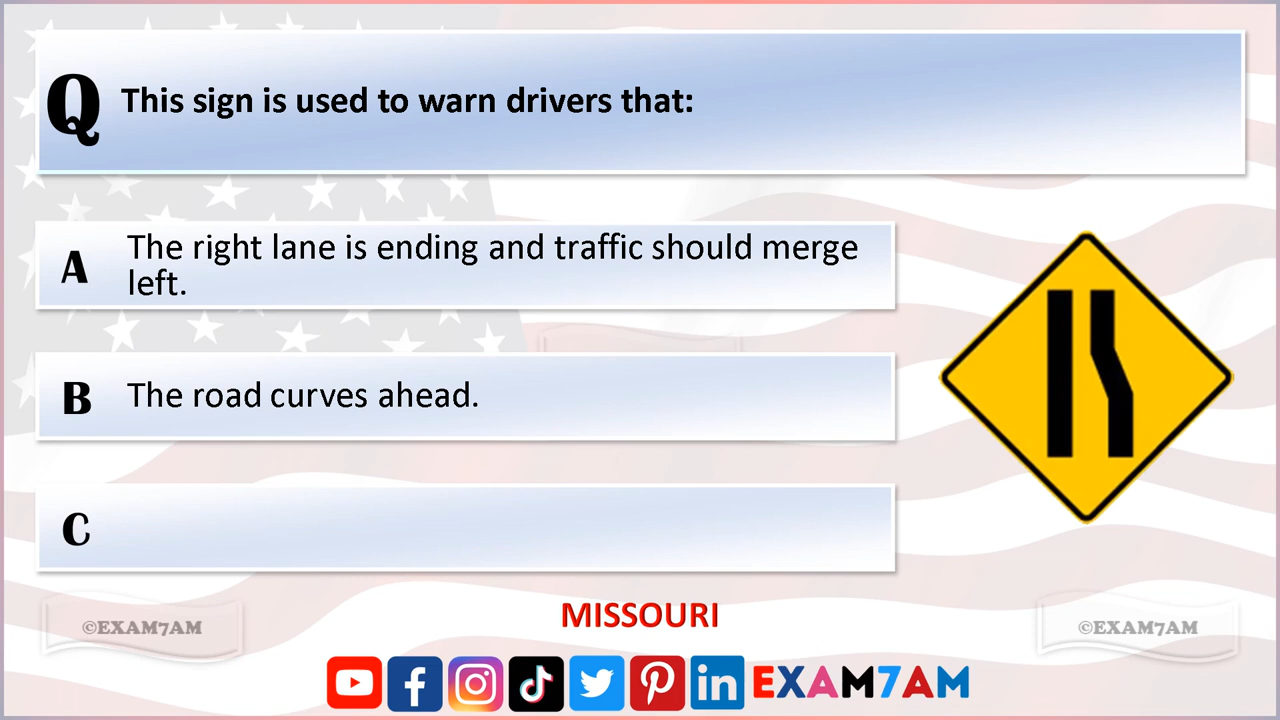 Q This sign is used to warn drivers that:
A The right lane is ending and traffic should merge
left.
B The road curves ahead.
C
MISSOURI
©EXAM7AM ©EXAM7AM
in EXAM7AM